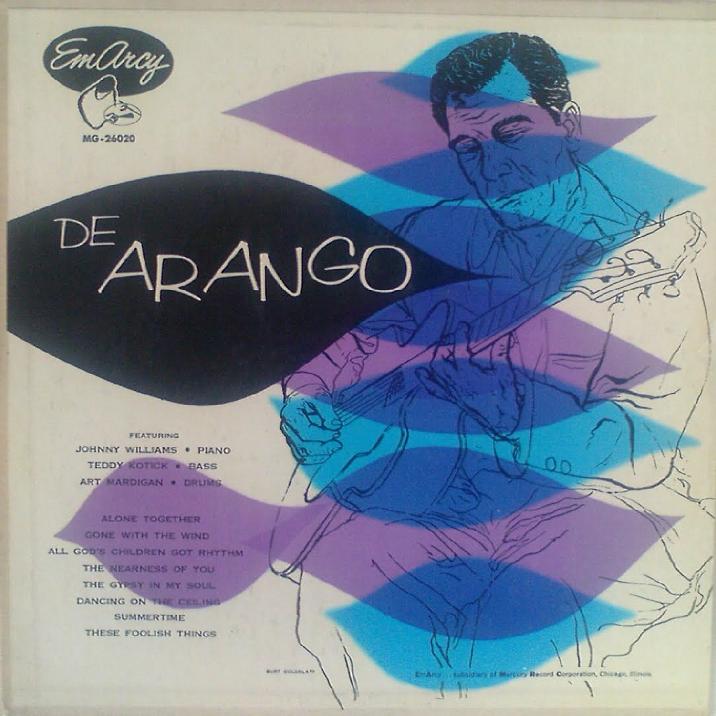 EmArcy
MG-26020
DE
ARANGO
FEATURING
JOHNNY WILLIAMS • PIANO
TEDDY KOTICK • BASS
ART MARDIGAN • DRUMS
ALONE TOGETHER
GONE WITH THE WIND
ALL GOD'S CHILDREN GOT RHYTHM
THE NEARNESS OF YOU
THE GYPSY IN MY SOUL
DANCING ON THE CEILING
SUMMERTIME
THESE FOOLISH THINGS
BURT GOLDBLATT
EmArcy . . . subsidiary of Mercury Record Corporation, Chicago, Illinois